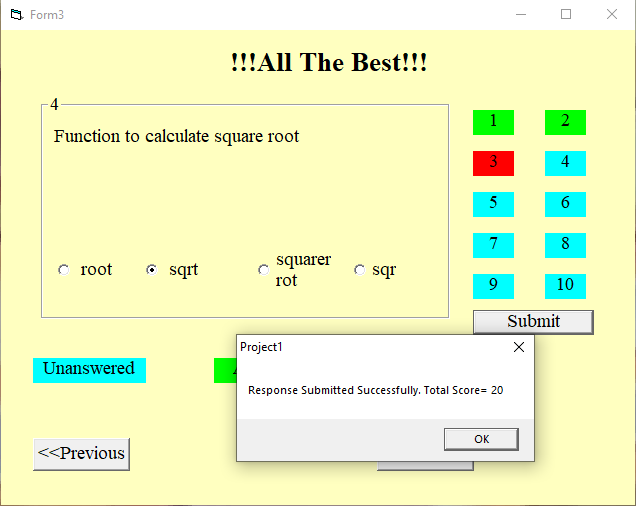 Form3
!!!All The Best!!!
4
Function to calculate square root
root
sqrt
squarer
rot
sqr
1
2
3
4
5
6
7
8
9
10
Submit
Unanswered
Project1
Response Submitted Successfully. Total Score= 20
OK
<<Previous